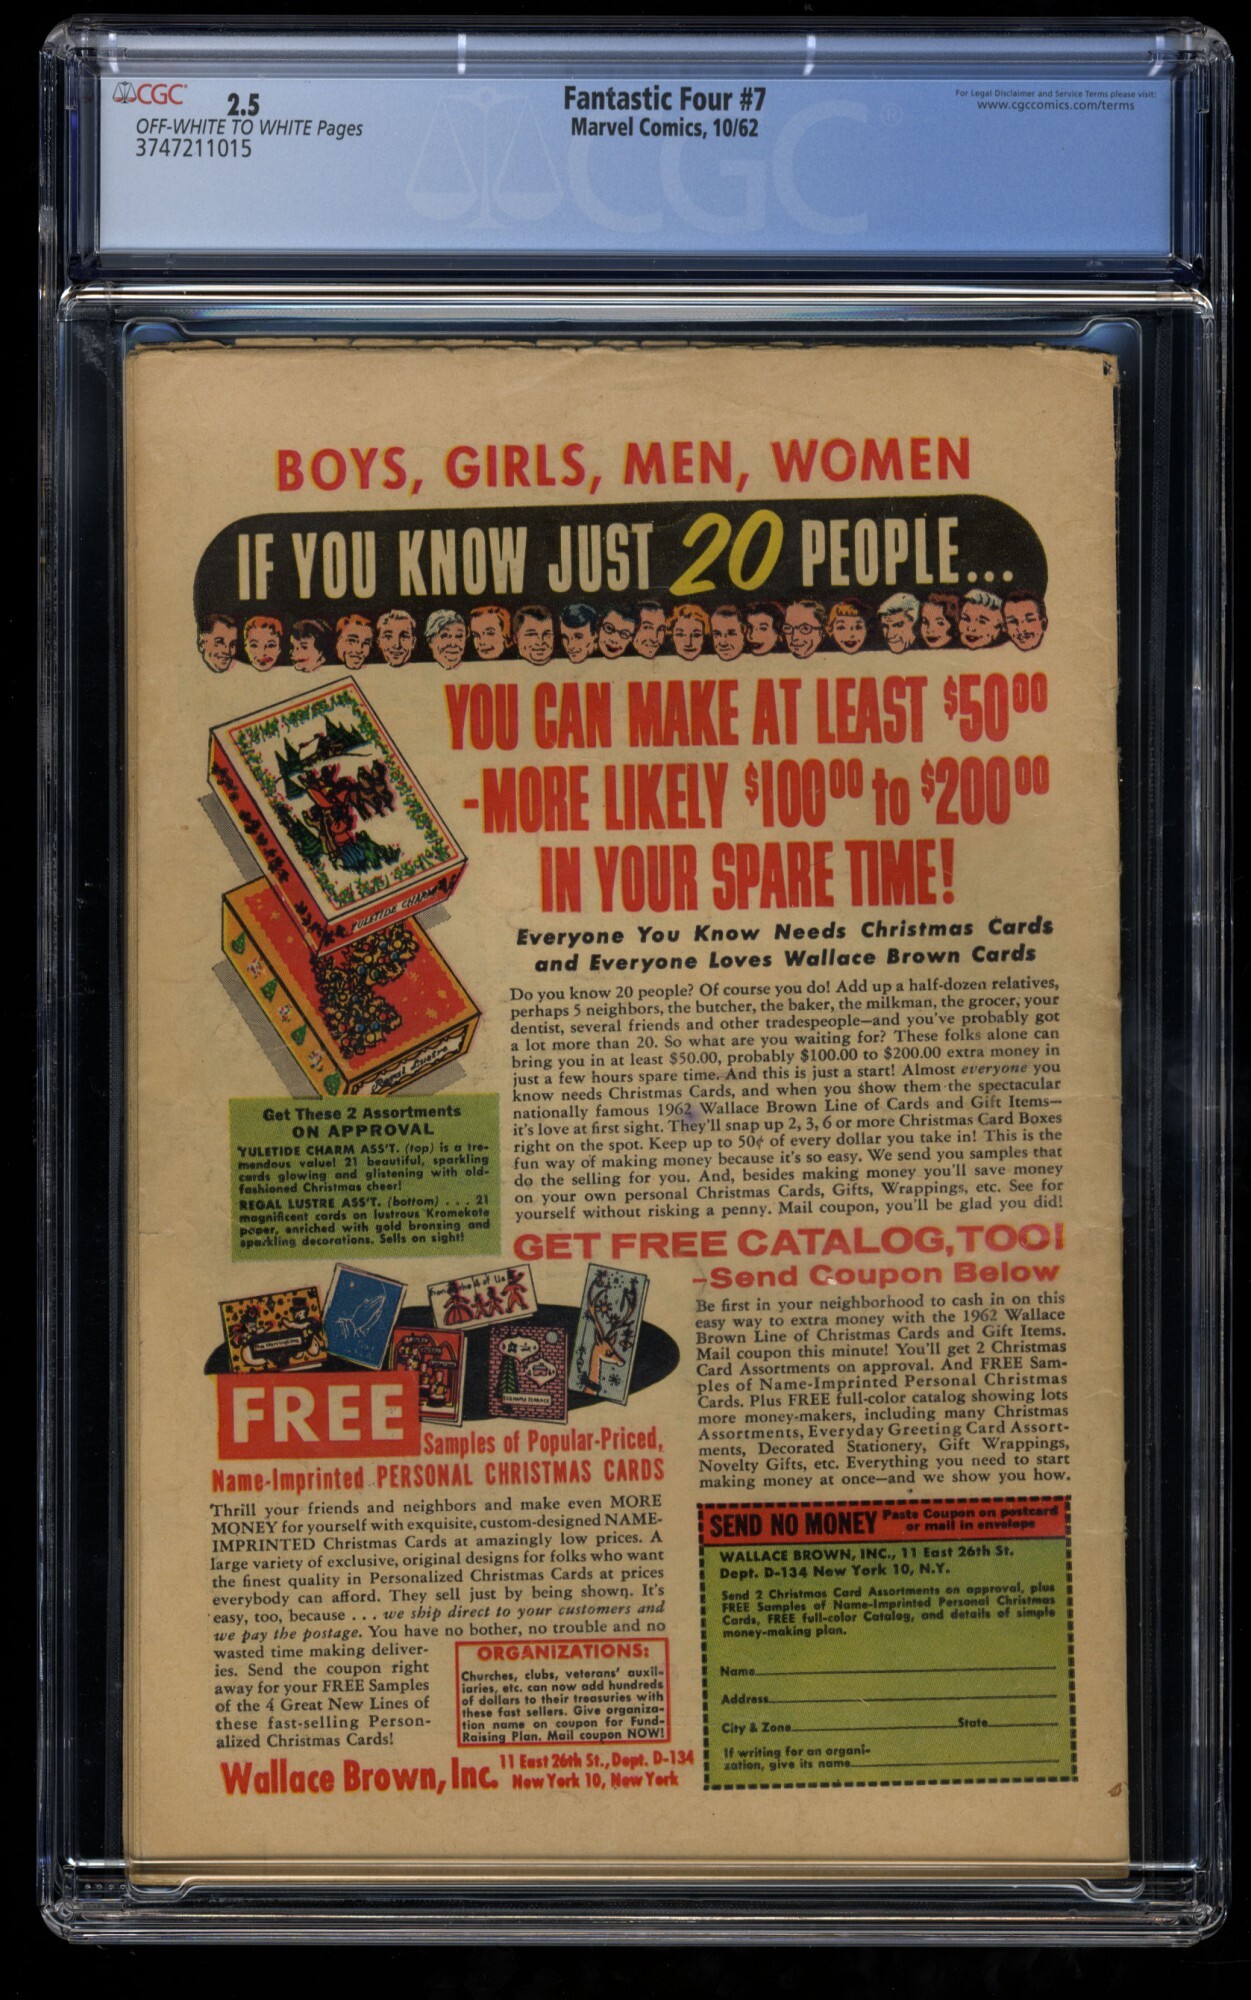 CGC
2.5
OFF-WHITE TO WHITE Pages
3747211015
Fantastic Four #7
Marvel Comics, 10/62
For Legal Disclaimer and Service Terms please visit:
www.cgccomics.com/terms
CGC®
BOYS, GIRLS, MEN, WOMEN
IF YOU KNOW JUST 20 PEOPLE...
YOU CAN MAKE AT LEAST $50 00
-MORE LIKELY $100 00 to $200 00
IN YOUR SPARE TIME!
YULETIDE CHARM
Regal Lustre
Everyone You Know Needs Christmas Cards
and Everyone Loves Wallace Brown Cards
Do you know 20 people? Of course you do! Add up a half-dozen relatives,
perhaps 5 neighbors, the butcher, the baker, the milkman, the grocer, your
dentist, several friends and other tradespeople—and you've probably got
a lot more than 20. So what are you waiting for? These folks alone can
bring you in at least $50.00, probably $100.00 to $200.00 extra money in
just a few hours spare time. And this is just a start! Almost everyone you
know needs Christmas Cards, and when you show them the spectacular
nationally famous 1962 Wallace Brown Line of Cards and Gift Items—
it's love at first sight. They'll snap up 2, 3, 6 or more Christmas Card Boxes
right on the spot. Keep up to 50¢ of every dollar you take in! This is the
fun way of making money because it's so easy. We send you samples that
do the selling for you. And, besides making money you'll save money
on your own personal Christmas Cards, Gifts, Wrappings, etc. See for
yourself without risking a penny. Mail coupon, you'll be glad you did!
Get These 2 Assortments
ON APPROVAL
YULETIDE CHARM ASS'T. (top) is a tre-
mendous value! 21 beautiful, sparkling
cards glowing and glistening with old-
fashioned Christmas cheer!
REGAL LUSTRE ASS'T. (bottom) . . . 21
magnificent cards on lustrous Kromekote
paper, enriched with gold bronzing and
sparkling decorations. Sells on sight!
GET FREE CATALOG, TOO!
-Send Coupon Below
Be first in your neighborhood to cash in on this
easy way to extra money with the 1962 Wallace
Brown Line of Christmas Cards and Gift Items.
Mail coupon this minute! You'll get 2 Christmas
Card Assortments on approval. And FREE Sam-
ples of Name-Imprinted Personal Christmas
Cards. Plus FREE full-color catalog showing lots
more money-makers, including many Christmas
Assortments, Everyday Greeting Card Assort-
ments, Decorated Stationery, Gift Wrappings,
Novelty Gifts, etc. Everything you need to start
making money at once—and we show you how.
From the 4 of Us
FREE
Samples of Popular-Priced,
Name-Imprinted PERSONAL CHRISTMAS CARDS
Thrill your friends and neighbors and make even MORE
MONEY for yourself with exquisite, custom-designed NAME-
IMPRINTED Christmas Cards at amazingly low prices. A
large variety of exclusive, original designs for folks who want
the finest quality in Personalized Christmas Cards at prices
everybody can afford. They sell just by being shown. It's
easy, too, because . . . we ship direct to your customers and
we pay the postage. You have no bother, no trouble and no
wasted time making deliver-
ies. Send the coupon right
away for your FREE Samples
of the 4 Great New Lines of
these fast-selling Person-
alized Christmas Cards!
ORGANIZATIONS:
Churches, clubs, veterans' auxil-
iaries, etc. can now add hundreds
of dollars to their treasuries with
these fast sellers. Give organiza-
tion name on coupon for Fund-
Raising Plan. Mail coupon NOW!
Wallace Brown, Inc. 11 East 26th St., Dept. D-134
New York 10, New York
SEND NO MONEY Paste Coupon on postcard
or mail in envelope
WALLACE BROWN, INC., 11 East 26th St.
Dept. D-134 New York 10, N.Y.
Send 2 Christmas Card Assortments on approval, plus
FREE Samples of Name-Imprinted Personal Christmas
Cards, FREE full-color Catalog, and details of simple
money-making plan.
Name
Address
City & Zone State
If writing for an organi-
zation, give its name